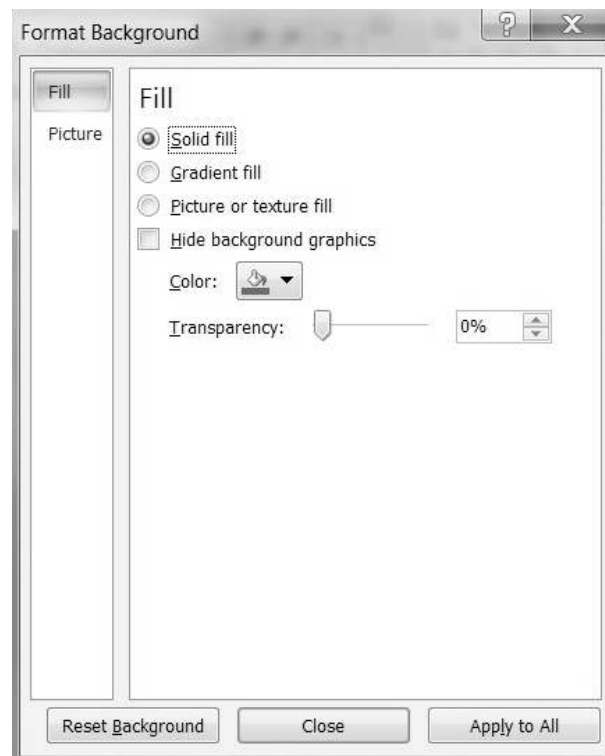 Format Background
Fill
Picture
Fill
Solid fill
Gradient fill
Picture or texture fill
Hide background graphics
Color:
Transparency: 0%
Reset Background Close Apply to All